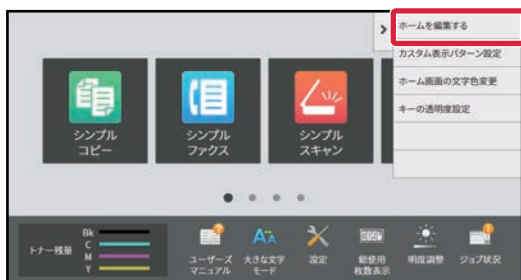 ホームを編集する
カスタム表示パターン設定
ホーム画面の文字色変更
キーの透明度設定
シンプル
コピー
シンプル
ファクス
シンプル
スキャン
トナー残量
Bk
C
M
Y
ユーザーズ
マニュアル
大きな文字
モード
設定
総使用
枚数表示
明度調整
ジョブ状況